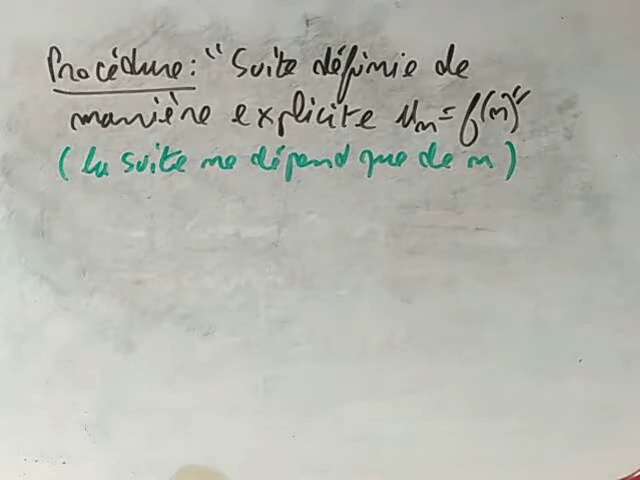 Procédure : "Suite définie de
manière explicite un = f(n)"
(la suite ne dépend que de n)